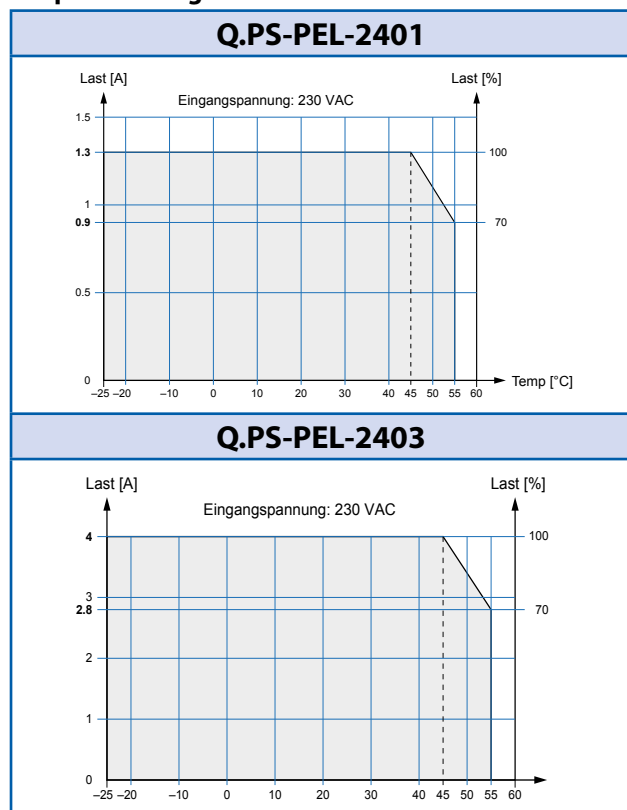 Q.PS-PEL-2401
Last [A] Last [%]
Eingangspannung: 230 VAC
1.5
1.3 100
1
0.9 70
0.5
0 Temp [°C]
–25 –20 –10 0 10 20 30 40 45 50 55 60
Q.PS-PEL-2403
Last [A] Last [%]
Eingangspannung: 230 VAC
4 100
3
2.8 70
2
1
0
–25 –20 –10 0 10 20 30 40 45 50 55 60